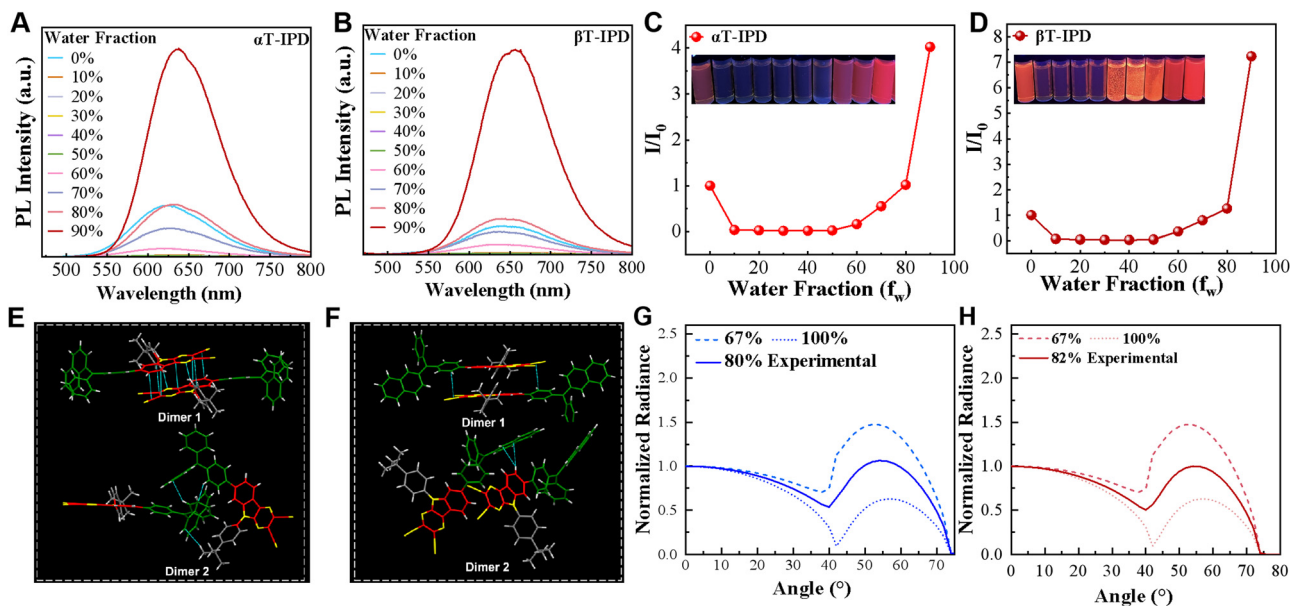 A
Water Fraction
αT-IPD
0%
10%
20%
30%
40%
50%
60%
70%
80%
90%
PL Intensity (a.u.)
500 550 600 650 700 750 800
Wavelength (nm)
B
Water Fraction
βT-IPD
0%
10%
20%
30%
40%
50%
60%
70%
80%
90%
PL Intensity (a.u.)
500 550 600 650 700 750 800
Wavelength (nm)
C
αT-IPD
4
3
2
1
0
I/I0
0 20 40 60 80 100
Water Fraction (fw)
D
βT-IPD
8
7
6
5
4
3
2
1
0
I/I0
0 20 40 60 80 100
Water Fraction (fw)
E
Dimer 1
Dimer 2
F
Dimer 1
Dimer 2
G
67% 100%
80% Experimental
2.5
2.0
1.5
1.0
0.5
0.0
Normalized Radiance
0 10 20 30 40 50 60 70
Angle (°)
H
67% 100%
82% Experimental
2.5
2.0
1.5
1.0
0.5
0.0
Normalized Radiance
0 10 20 30 40 50 60 70 80
Angle (°)